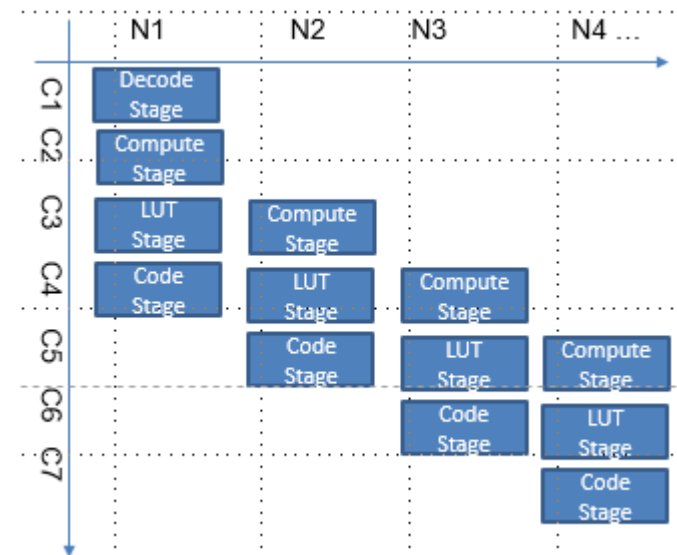 N1 N2 N3 N4 ...
C1 Decode
Stage
C2 Compute
Stage
C3 LUT Compute
Stage Stage
C4 Code LUT Compute
Stage Stage Stage
C5 Code LUT Compute
Stage Stage Stage
C6 Code LUT
Stage Stage
C7 Code
Stage